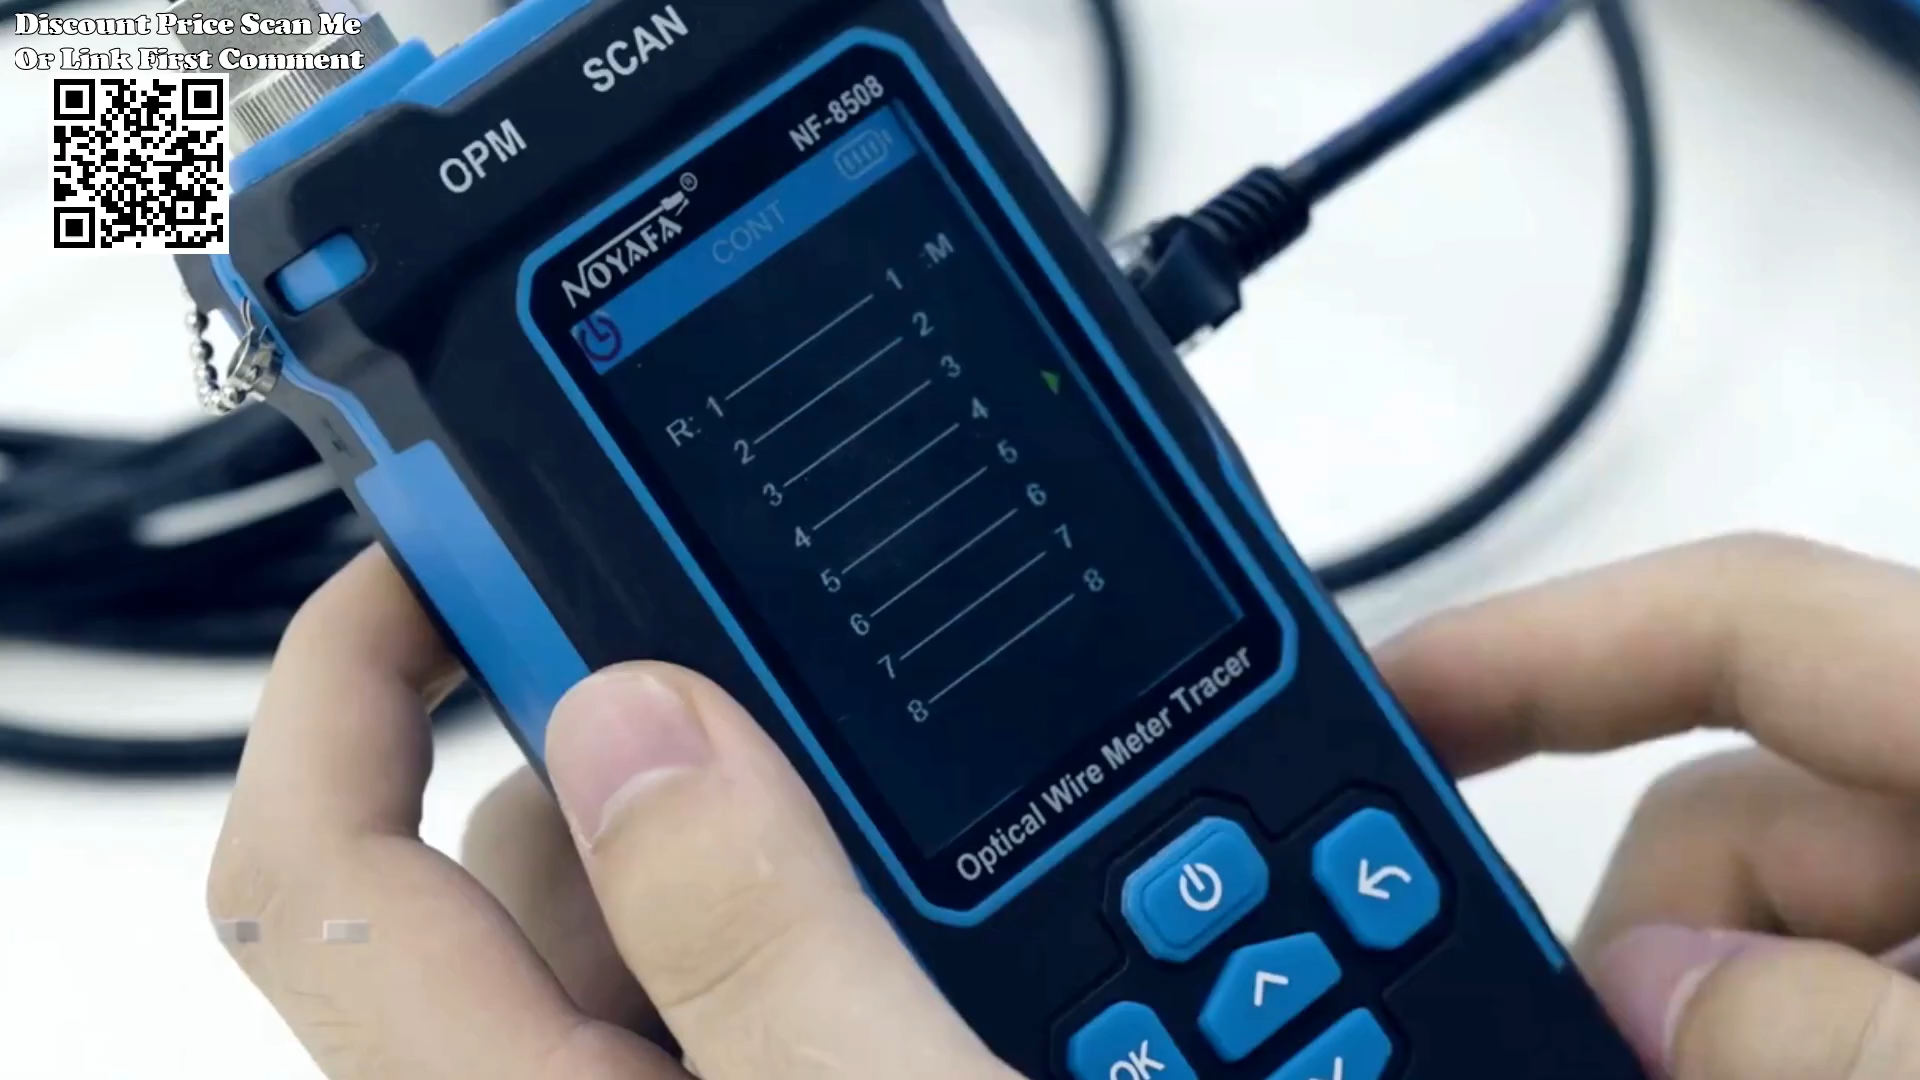 Discount Price Scan Me
Or Link First Comment
SCAN
OPM
NF-8508
NOYAFA®
CONT
R: 1 1 :M
2 2
3 3
4 4
5 5
6 6
7 7
8 8
Optical Wire Meter Tracer
OK